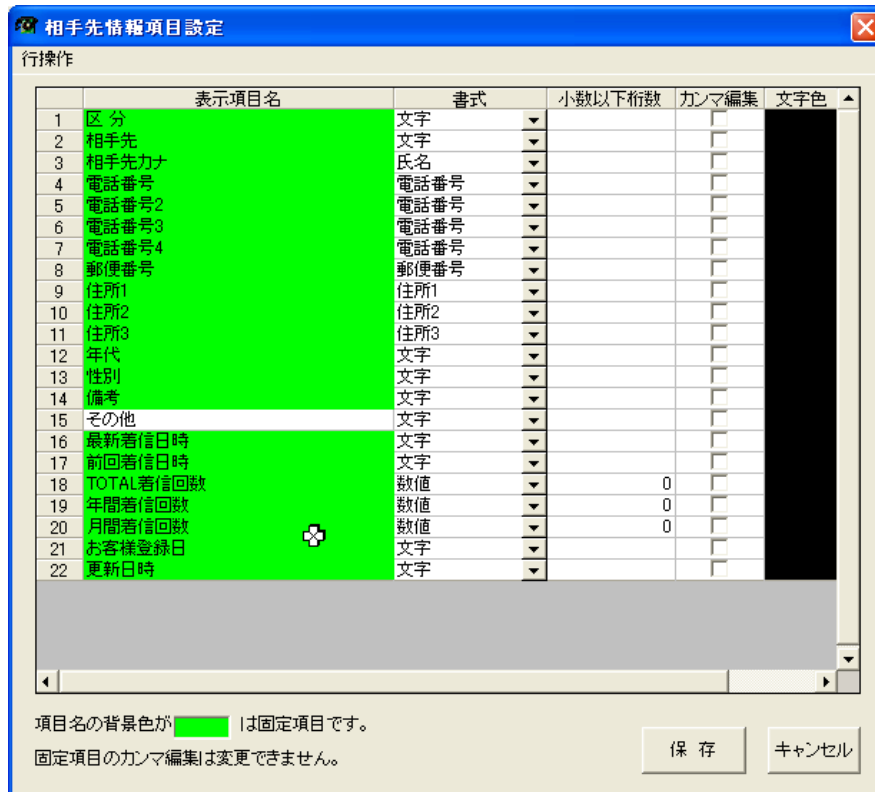 相手先情報項目設定
行操作
表示項目名 書式 小数以下桁数 カンマ編集 文字色
1 区 分 文字
2 相手先 文字
3 相手先カナ 氏名
4 電話番号 電話番号
5 電話番号2 電話番号
6 電話番号3 電話番号
7 電話番号4 電話番号
8 郵便番号 郵便番号
9 住所1 住所1
10 住所2 住所2
11 住所3 住所3
12 年代 文字
13 性別 文字
14 備考 文字
15 その他 文字
16 最新着信日時 文字
17 前回着信日時 文字
18 TOTAL着信回数 数値 0
19 年間着信回数 数値 0
20 月間着信回数 数値 0
21 お客様登録日 文字
22 更新日時 文字
項目名の背景色が は固定項目です。
固定項目のカンマ編集は変更できません。
保 存 キャンセル